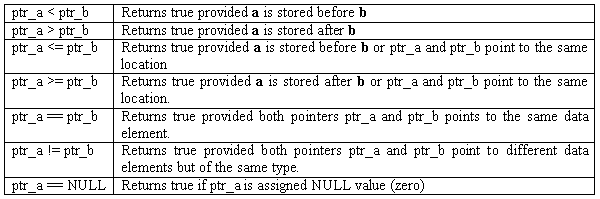 ptr_a < ptr_b Returns true provided a is stored before b
ptr_a > ptr_b Returns true provided a is stored after b
ptr_a <= ptr_b Returns true provided a is stored before b or ptr_a and ptr_b point to the same
location
ptr_a >= ptr_b Returns true provided a is stored after b or ptr_a and ptr_b point to the same
location.
ptr_a == ptr_b Returns true provided both pointers ptr_a and ptr_b points to the same data
element.
ptr_a != ptr_b Returns true provided both pointers ptr_a and ptr_b point to different data
elements but of the same type.
ptr_a == NULL Returns true if ptr_a is assigned NULL value (zero)